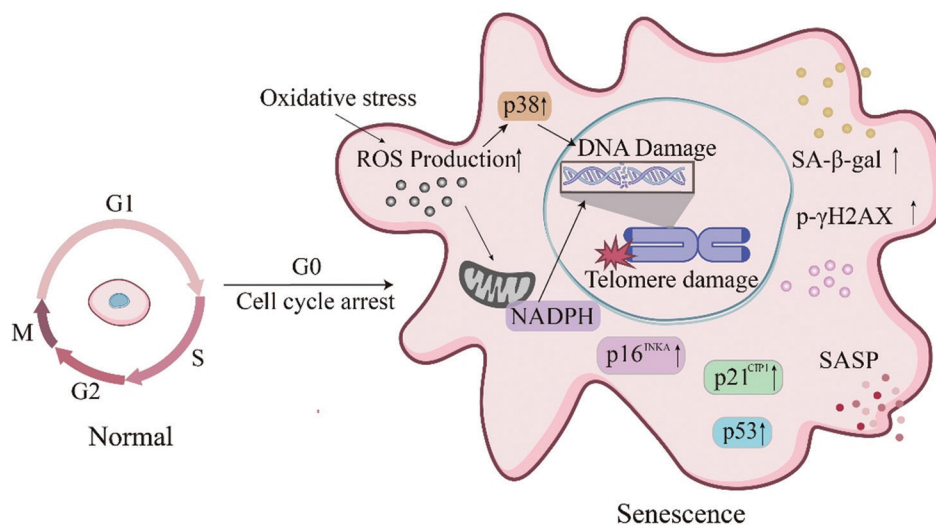 G1
M
S
G2
Normal
G0
Cell cycle arrest
Oxidative stress
ROS Production↑
p38↑
DNA Damage
Telomere damage
NADPH
p16INKA↑
p21CIP1↑
p53↑
SA-β-gal ↑
p-γH2AX ↑
SASP
Senescence